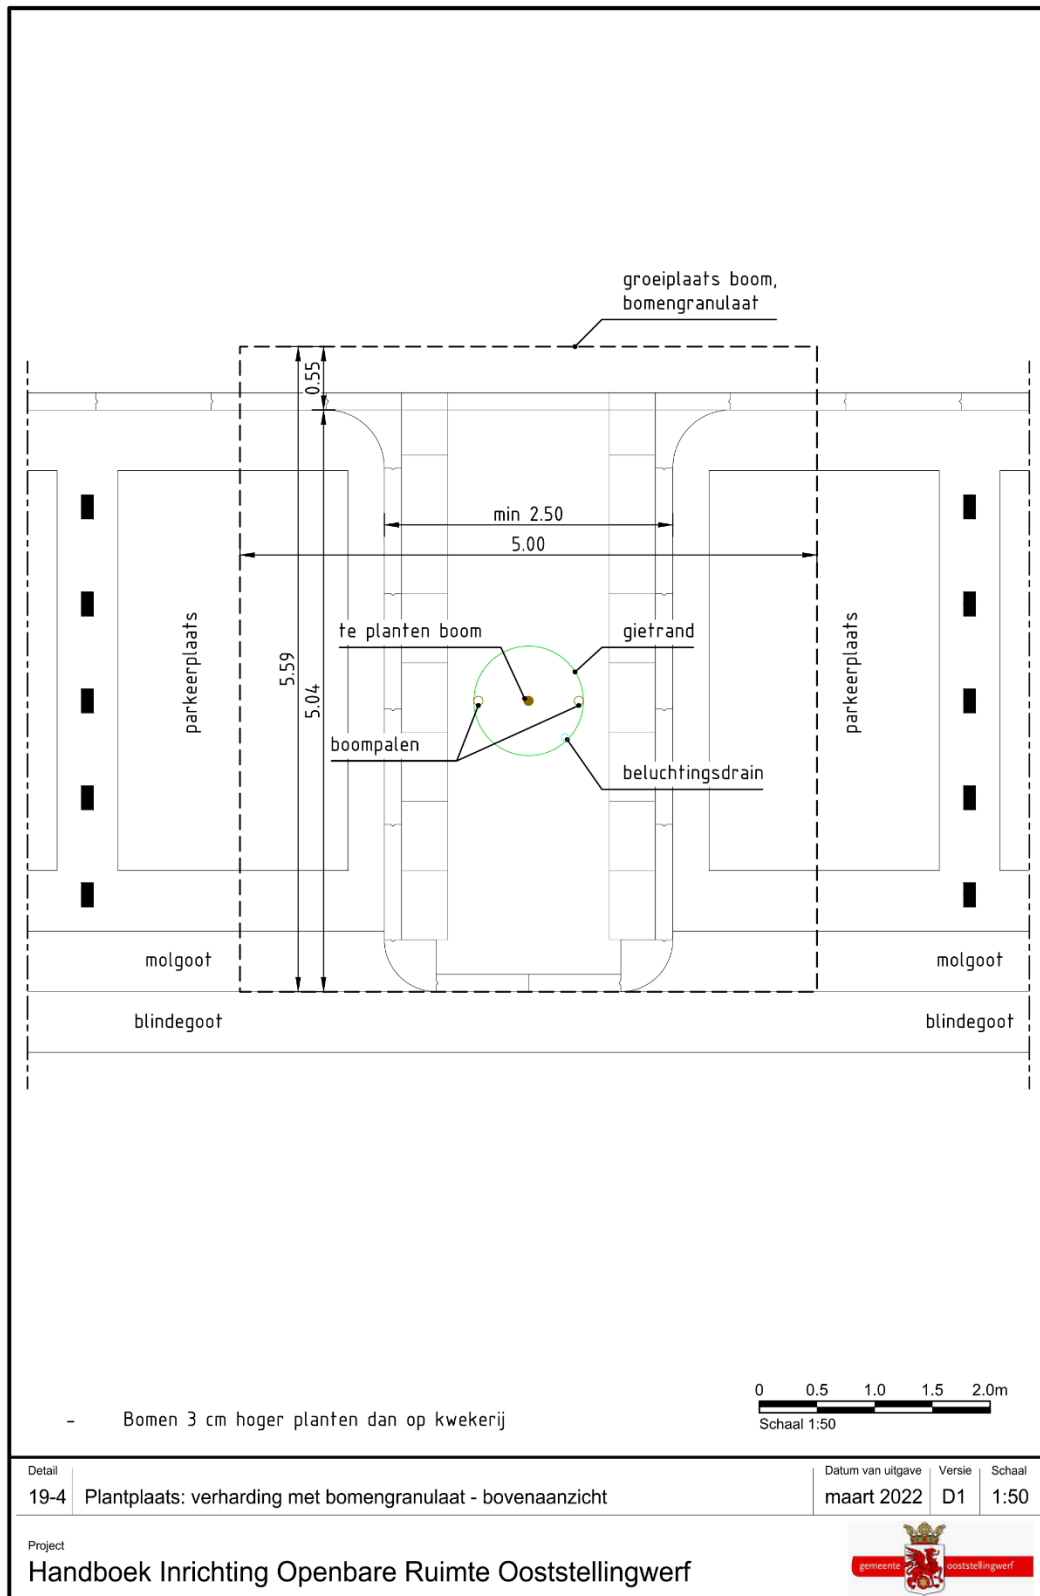 groeiplaats boom,
bomengranulaat
0.55
min 2.50
5.00
te planten boom
gietrand
parkeerplaats
5.59
5.04
parkeerplaats
boompalen
beluchtingsdrain
molgoot
molgoot
blindegoot
blindegoot
0 0.5 1.0 1.5 2.0m
Schaal 1:50
- Bomen 3 cm hoger planten dan op kwekerij
Detail Datum van uitgave Versie Schaal
19-4 Plantplaats: verharding met bomengranulaat - bovenaanzicht maart 2022 D1 1:50
Project
Handboek Inrichting Openbare Ruimte Ooststellingwerf
gemeente ooststellingwerf